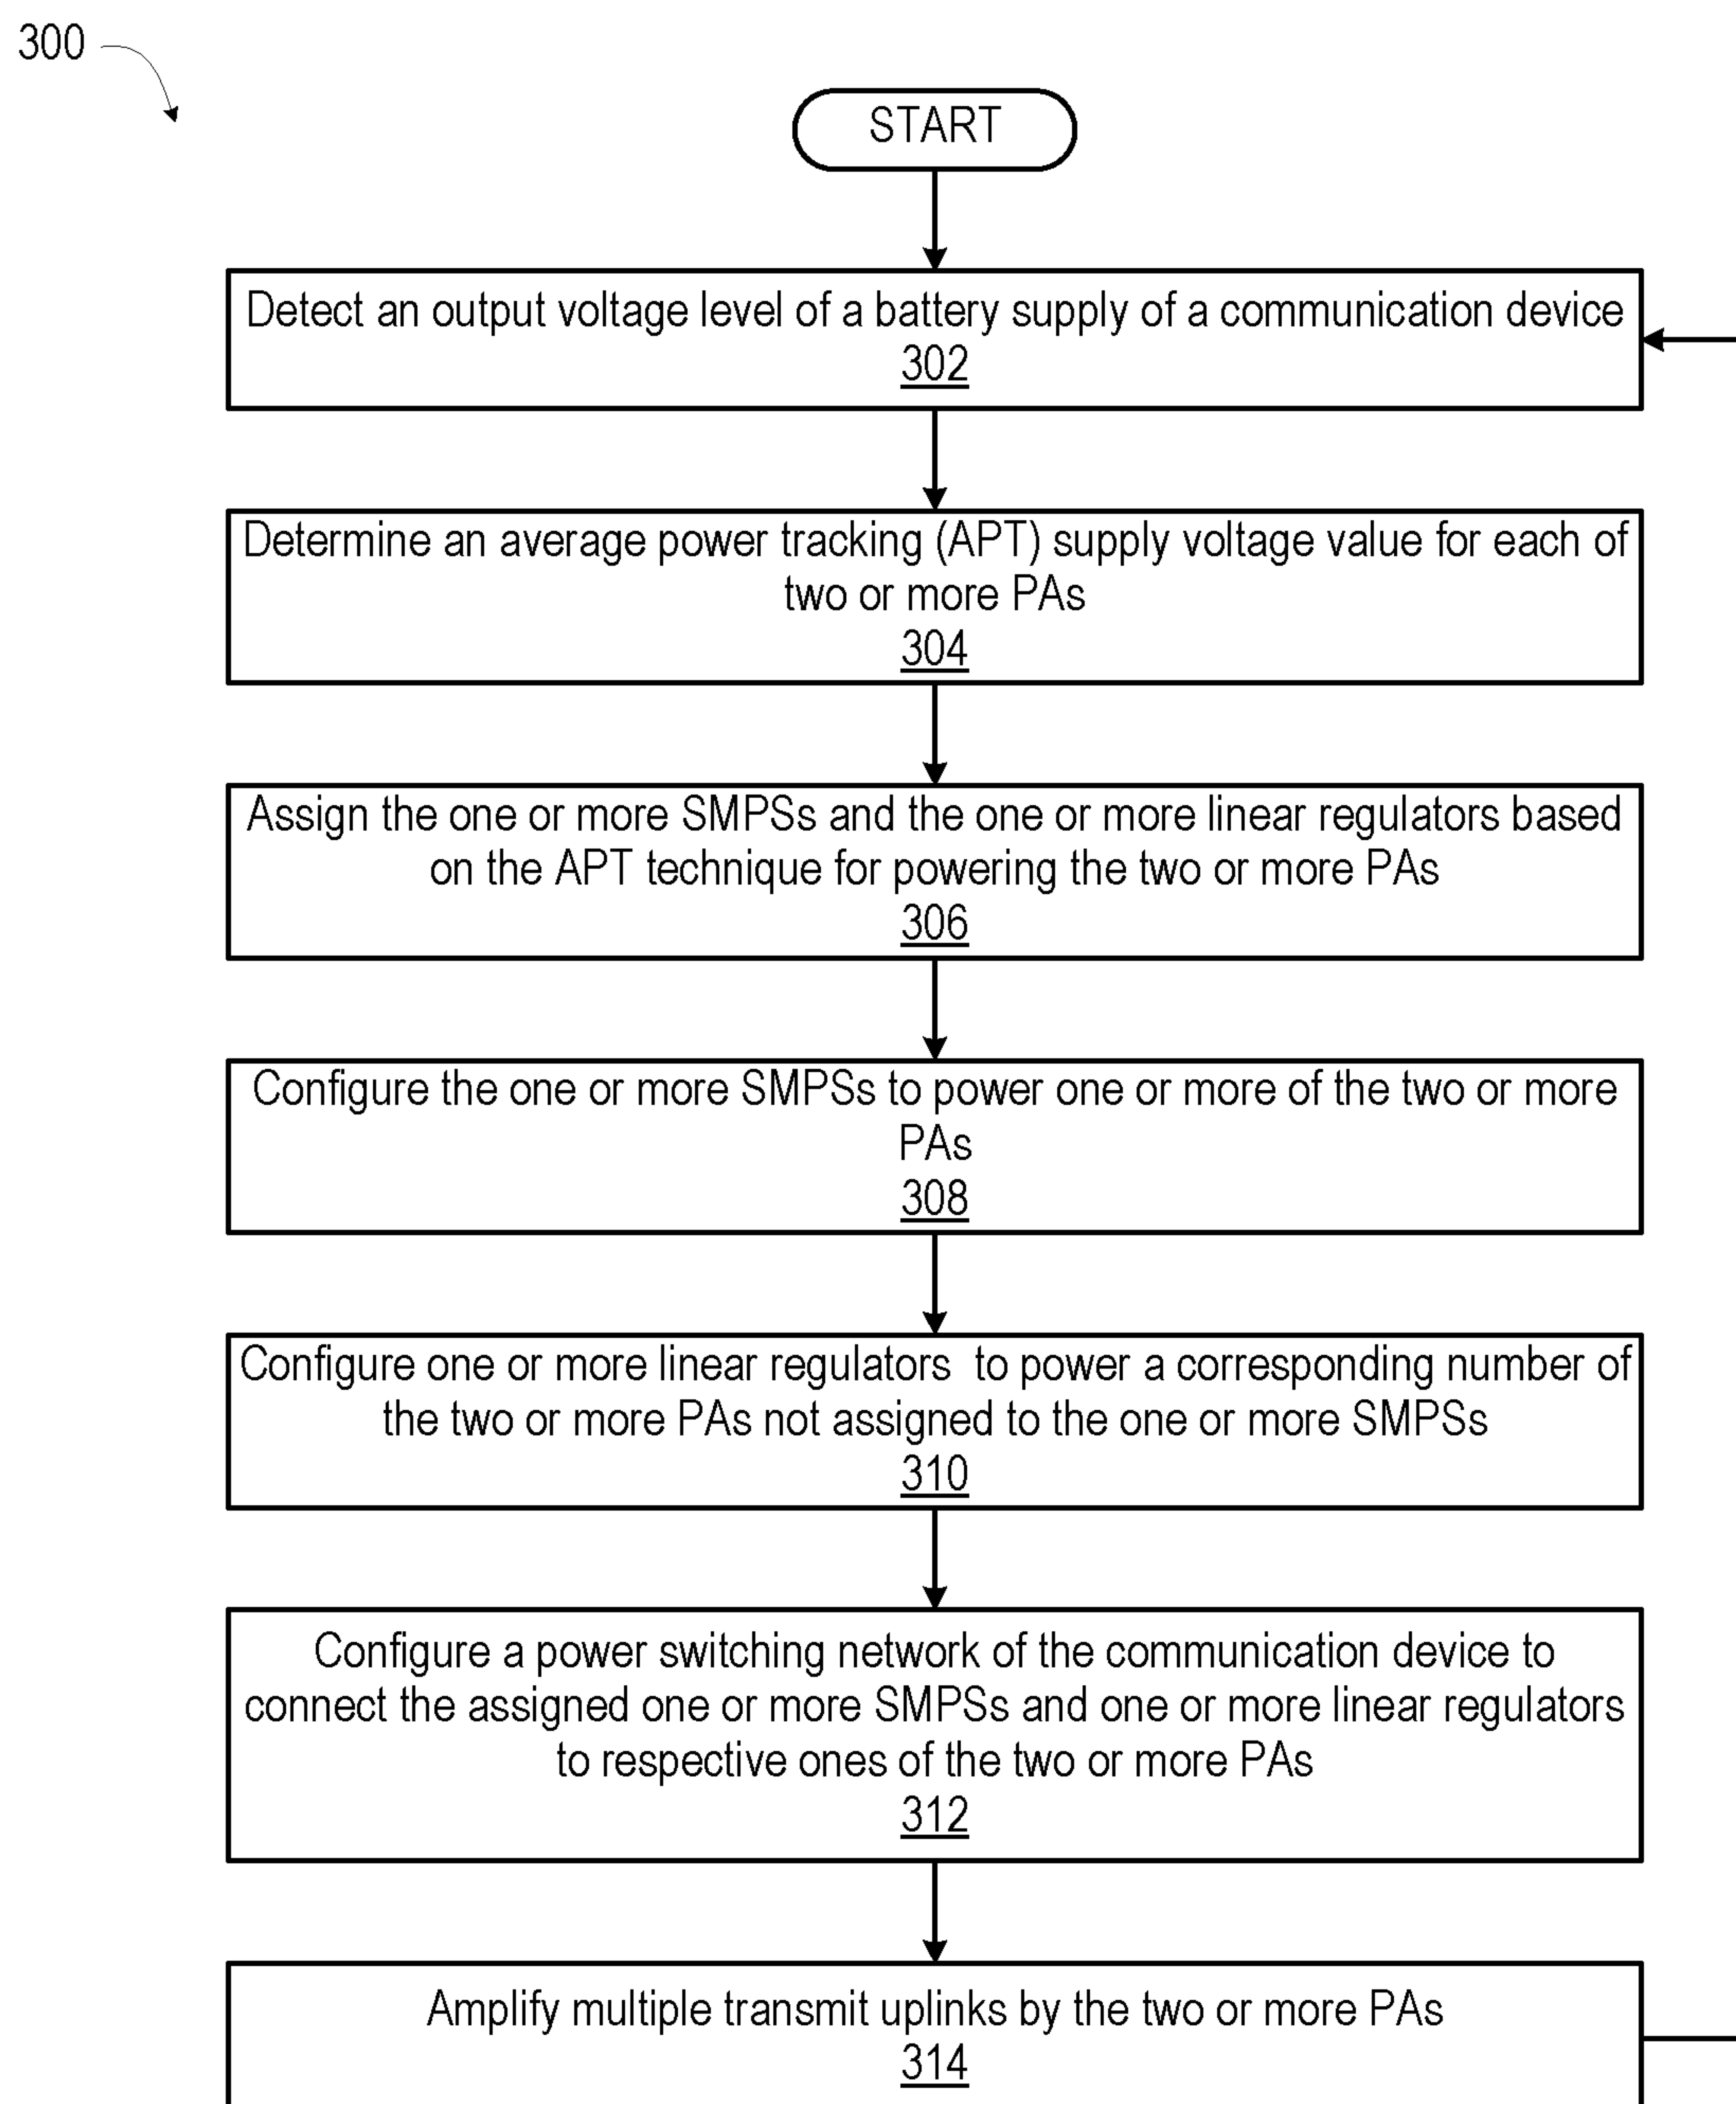 300
START
Detect an output voltage level of a battery supply of a communication device
302
Determine an average power tracking (APT) supply voltage value for each of
two or more PAs
304
Assign the one or more SMPSs and the one or more linear regulators based
on the APT technique for powering the two or more PAs
306
Configure the one or more SMPSs to power one or more of the two or more
PAs
308
Configure one or more linear regulators  to power a corresponding number of
the two or more PAs not assigned to the one or more SMPSs
310
Configure a power switching network of the communication device to
connect the assigned one or more SMPSs and one or more linear regulators
to respective ones of the two or more PAs
312
Amplify multiple transmit uplinks by the two or more PAs
314